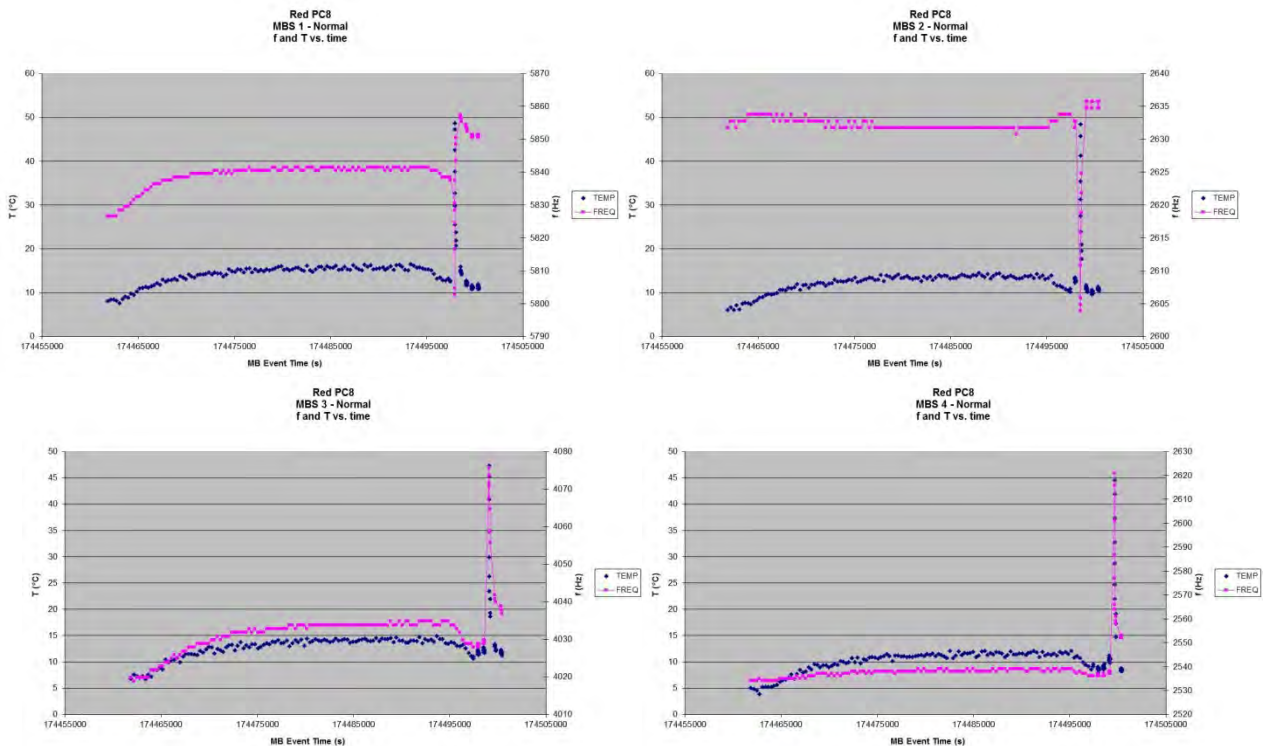 Red PC8
MBS 1 - Normal
f and T vs. time
60
50
40
30
20
10
0
T (°C)
5870
5860
5850
5840
5830
5820
5810
5800
5790
f (Hz)
TEMP
FREQ
174455000 174465000 174475000 174485000 174495000 174505000
MB Event Time (s)
Red PC8
MBS 2 - Normal
f and T vs. time
60
50
40
30
20
10
0
T (°C)
2640
2635
2630
2625
2620
2615
2610
2605
2600
f (Hz)
TEMP
FREQ
174455000 174465000 174475000 174485000 174495000 174505000
MB Event Time (s)
Red PC8
MBS 3 - Normal
f and T vs. time
50
45
40
35
30
25
20
15
10
5
0
T (°C)
4080
4070
4060
4050
4040
4030
4020
4010
f (Hz)
TEMP
FREQ
174455000 174465000 174475000 174485000 174495000 174505000
MB Event Time (s)
Red PC8
MBS 4 - Normal
f and T vs. time
50
45
40
35
30
25
20
15
10
5
0
T (°C)
2630
2620
2610
2600
2590
2580
2570
2560
2550
2540
2530
2520
f (Hz)
TEMP
FREQ
174455000 174465000 174475000 174485000 174495000 174505000
MB Event Time (s)